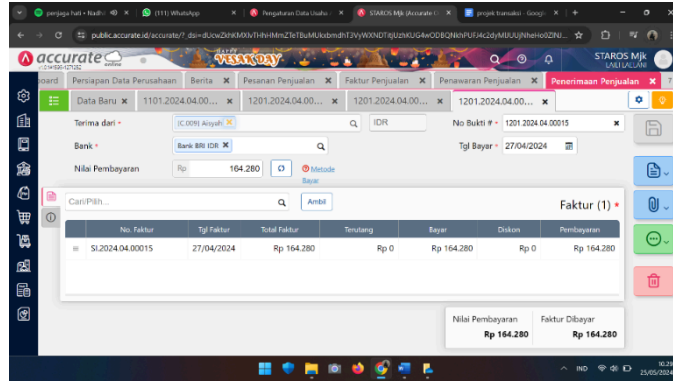 penjaga hati - Nadhi
(111) WhatsApp
Pengaturan Data Usaha
STAROS Mjk (Accurate
projek transaksi - Googl
public.accurate.id/accurate/?_dsi=
accurate
VESAK DAY
STAROS Mjk
Persiapan Data Perusahaan
Berita
Pesanan Penjualan
Faktur Penjualan
Penawaran Penjualan
Penerimaan Penjualan
Data Baru
1101.2024.04.00...
1201.2024.04.00...
1201.2024.04.00...
1201.2024.04.00...
Terima dari *
[C.009] Aisyah
IDR
No Bukti # *
1201.2024.04.00015
Bank *
Bank BRI IDR
Tgl Bayar *
27/04/2024
Nilai Pembayaran
Rp
164.280
Metode
Bayar
Cari/Pilih...
Ambil
Faktur (1) *
No. Faktur
Tgl Faktur
Total Faktur
Terutang
Bayar
Diskon
Pembayaran
SI.2024.04.00015
27/04/2024
Rp 164.280
Rp 0
Rp 164.280
Rp 0
Rp 164.280
Nilai Pembayaran
Faktur Dibayar
Rp 164.280
Rp 164.280
IND
10.29
25/05/2024